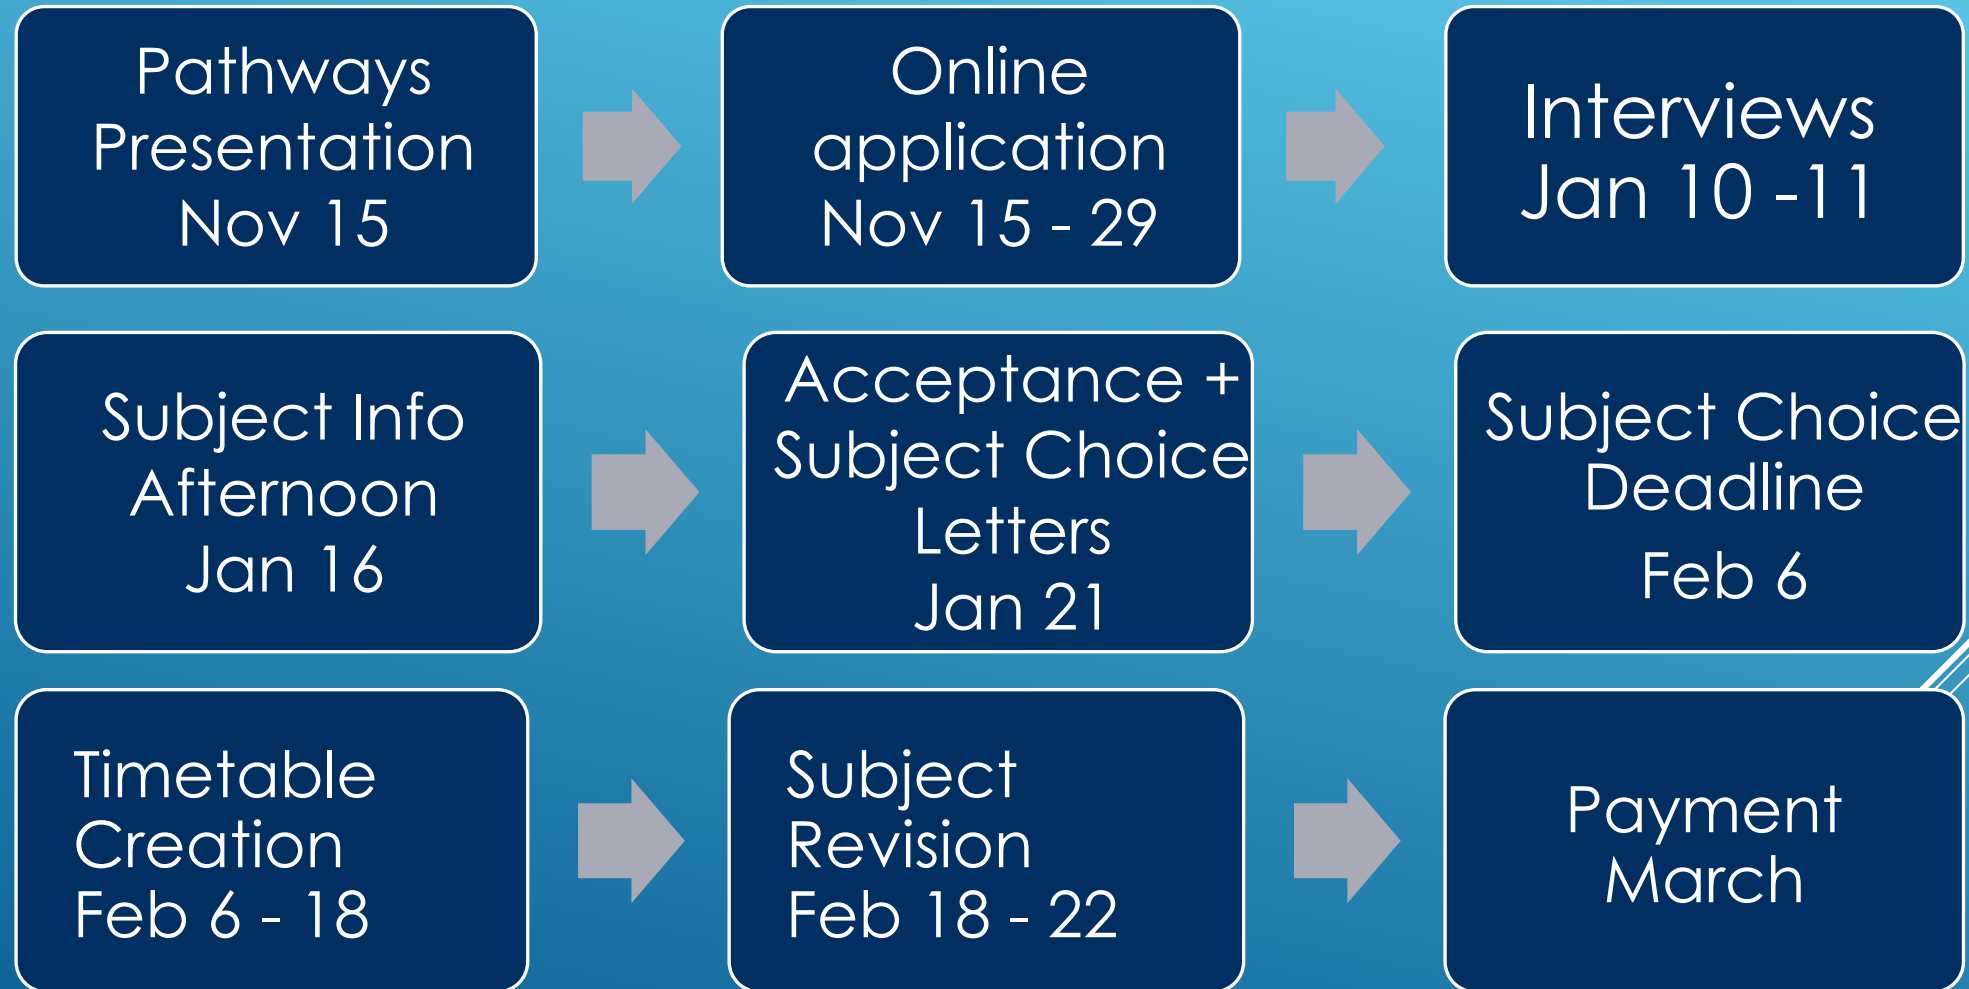 Pathways
Presentation
Nov 15
Online
application
Nov 15 - 29
Interviews
Jan 10 -11
Subject Info
Afternoon
Jan 16
Acceptance +
Subject Choice
Letters
Jan 21
Subject Choice
Deadline
Feb 6
Timetable
Creation
Feb 6 - 18
Subject
Revision
Feb 18 - 22
Payment
March